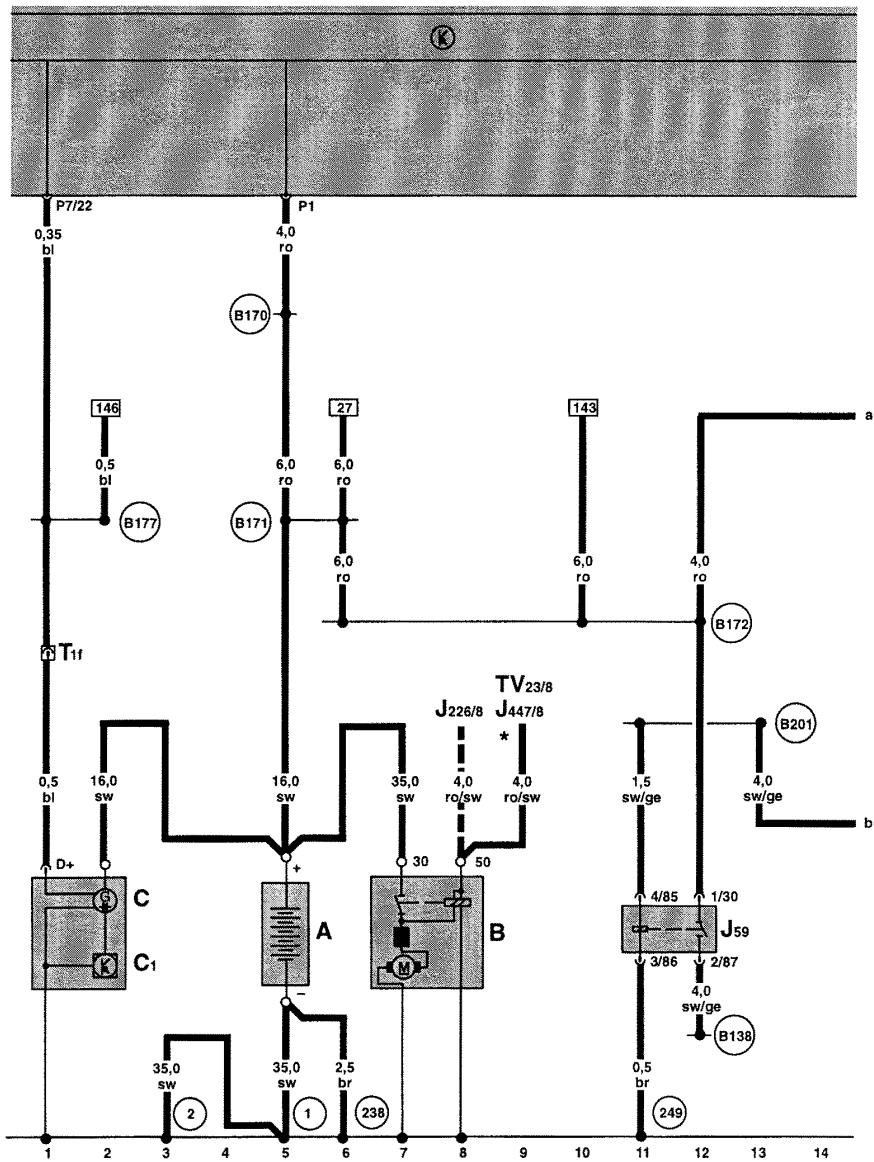 P7/22
P1
0,35
bl
4,0
ro
B170
146
27
143
a
0,5
bl
6,0
ro
6,0
ro
B177
B171
6,0
ro
6,0
ro
4,0
ro
B172
T1f
TV23/8
J226/8
J447/8
*
B201
0,5
bl
16,0
sw
16,0
sw
35,0
sw
4,0
ro/sw
4,0
ro/sw
1,5
sw/ge
4,0
sw/ge
b
D+
+
30
50
4/85
1/30
G
C
A
B
J59
C1
M
3/86
2/87
–
4,0
sw/ge
B138
35,0
sw
35,0
sw
2,5
br
0,5
br
2
1
238
249
1 2 3 4 5 6 7 8 9 10 11 12 13 14